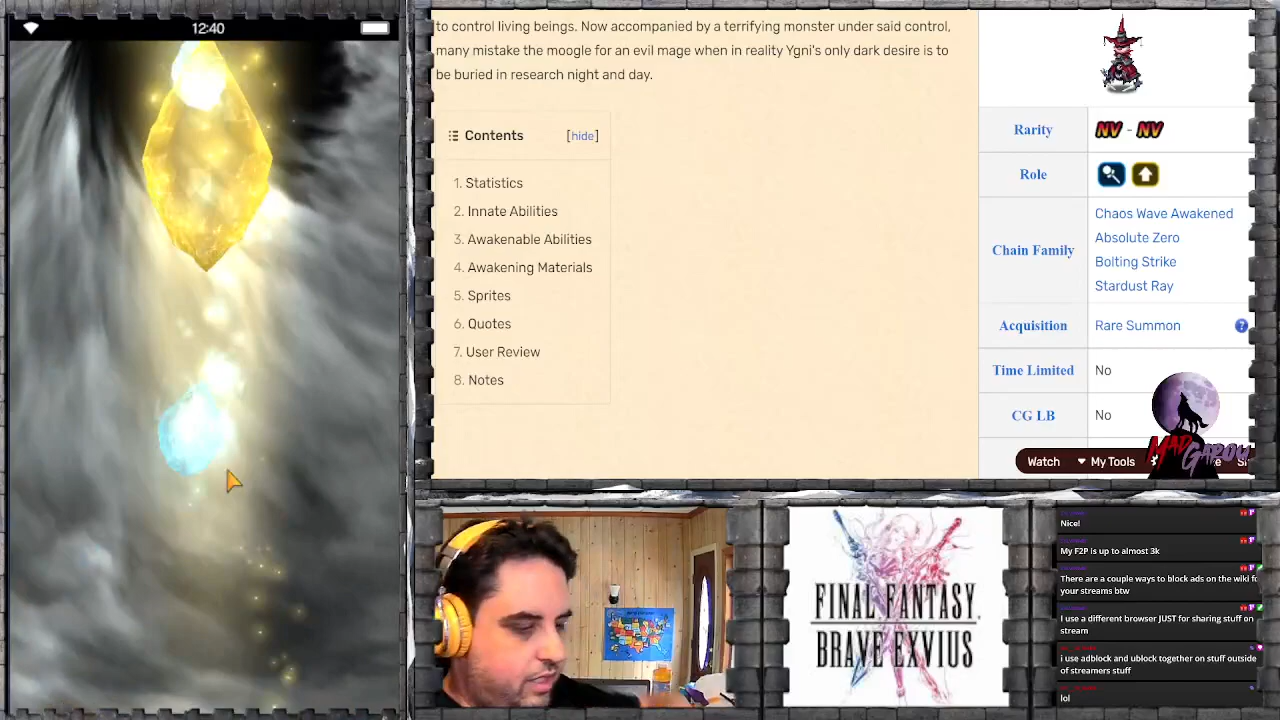 12:40
to control living beings. Now accompanied by a terrifying monster under said control,
many mistake the moogle for an evil mage when in reality Ygni's only dark desire is to
be buried in research night and day.
Contents [hide]
1. Statistics
2. Innate Abilities
3. Awakenable Abilities
4. Awakening Materials
5. Sprites
6. Quotes
7. User Review
8. Notes
Rarity NV - NV
Role
Chain Family
Chaos Wave Awakened
Absolute Zero
Bolting Strike
Stardust Ray
Acquisition Rare Summon ?
Time Limited No
CG LB No
Watch My Tools
MADGAROU
FINAL FANTASY
BRAVE EXVIUS
Nice!
My F2P is up to almost 3k
There are a couple ways to block ads on the wiki fo
your streams btw
I use a different browser JUST for sharing stuff on
stream
i use adblock and ublock together on stuff outside
of streamers stuff
lol